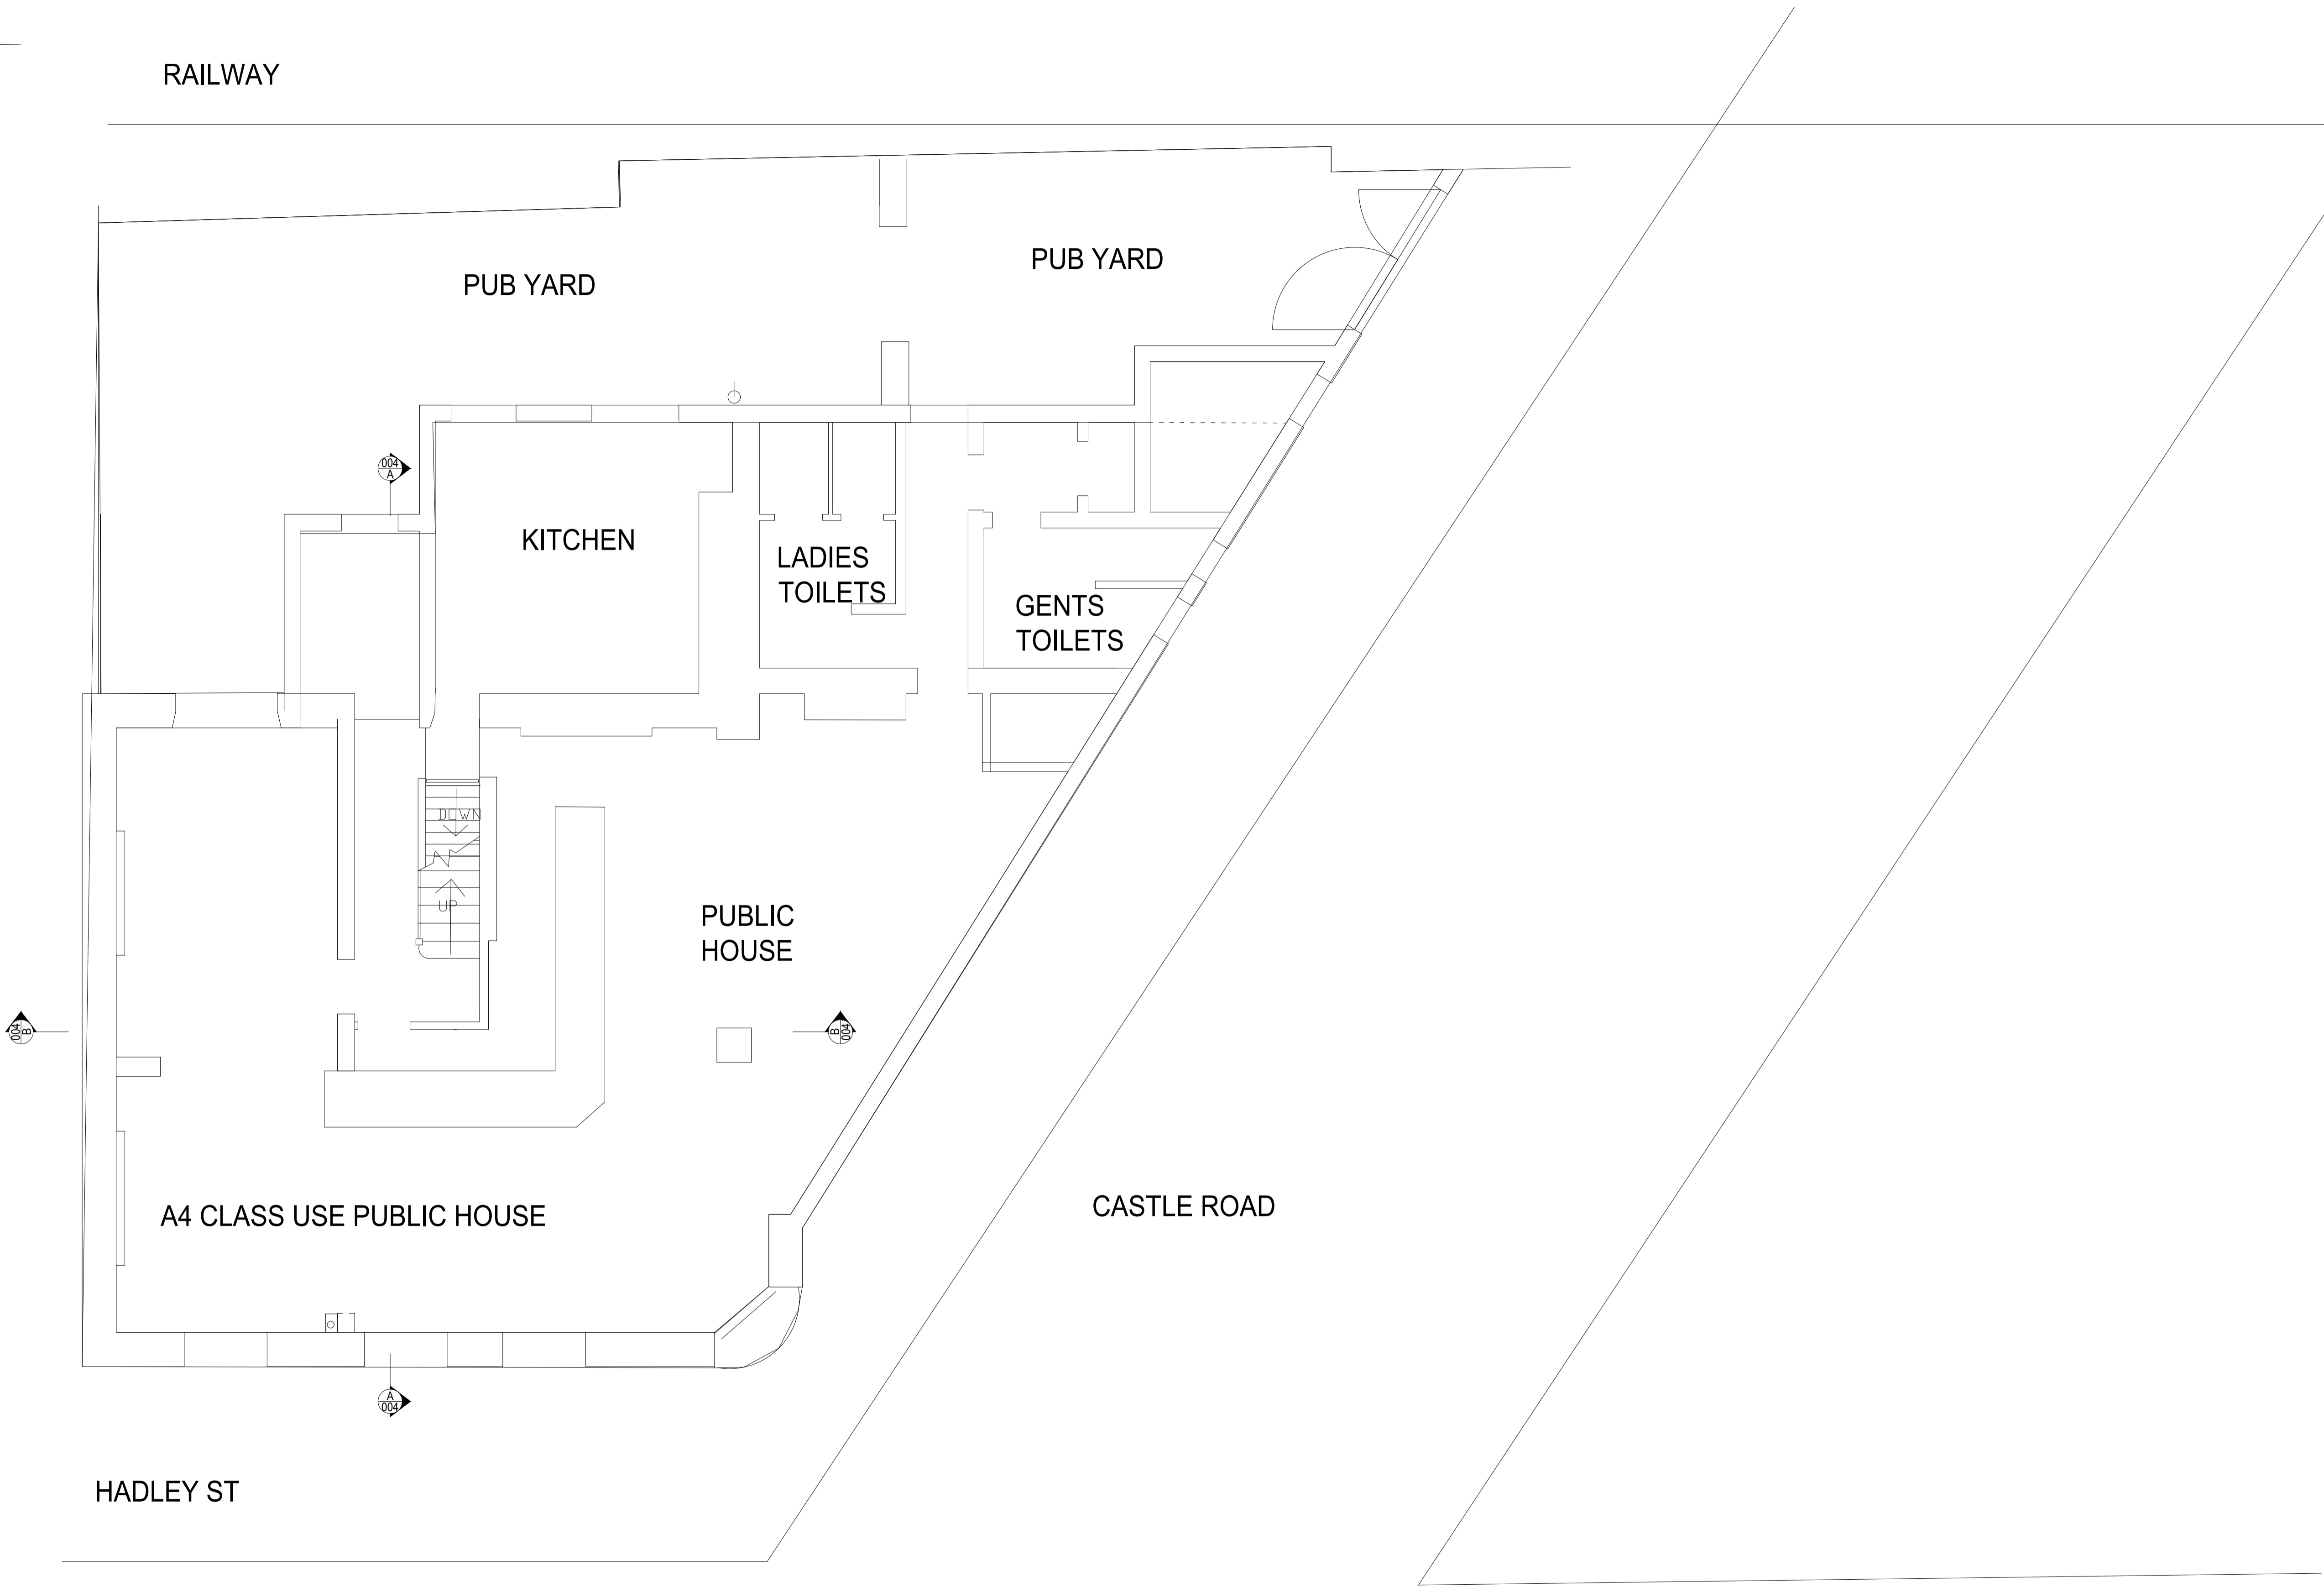 RAILWAY
PUB YARD
PUB YARD
004
A
KITCHEN
LADIES
TOILETS
GENTS
TOILETS
DOWN
UP
PUBLIC
HOUSE
004
B
B
004
A4 CLASS USE PUBLIC HOUSE
CASTLE ROAD
A
004
HADLEY ST